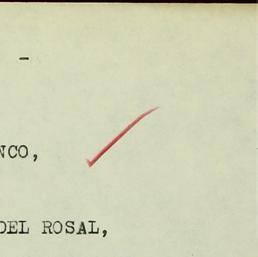 -
NCO,
DEL ROSAL,